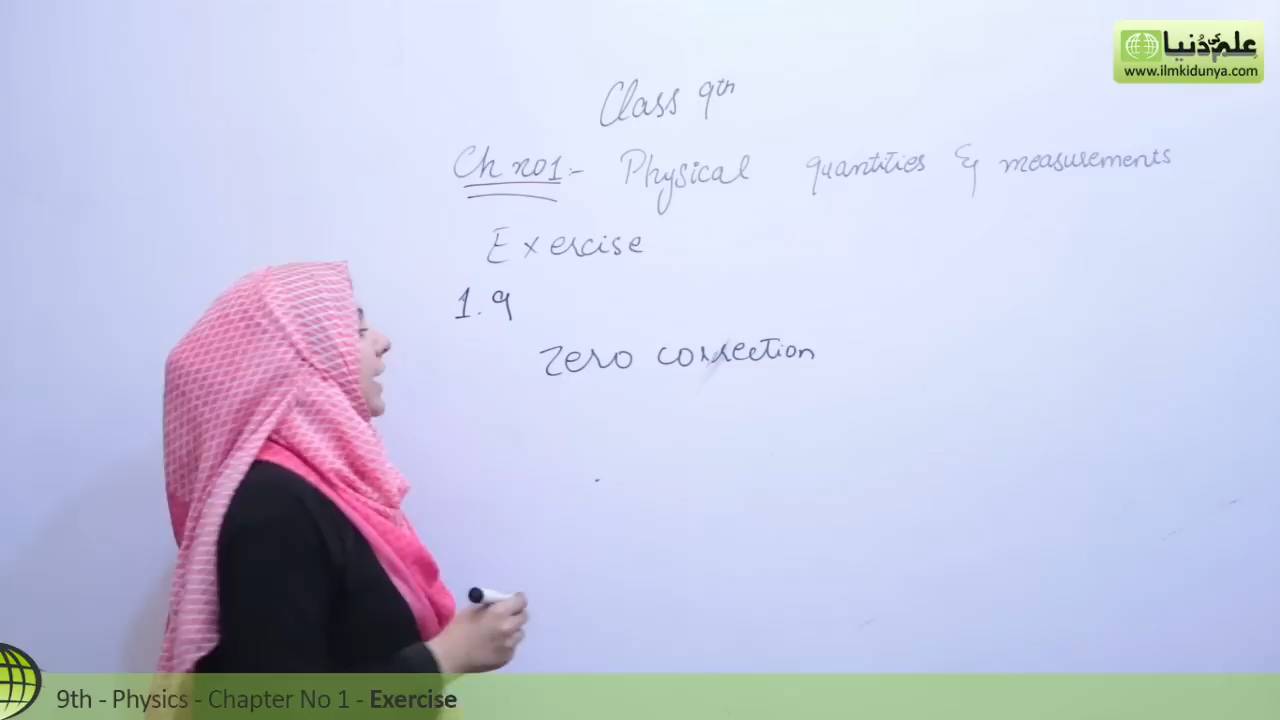 علم کی دُنیا
www.ilmkidunya.com
Class 9th
Ch no1:- Physical quantities & measurements
Exercise
1.9
Zero correction
9th - Physics - Chapter No 1 - Exercise